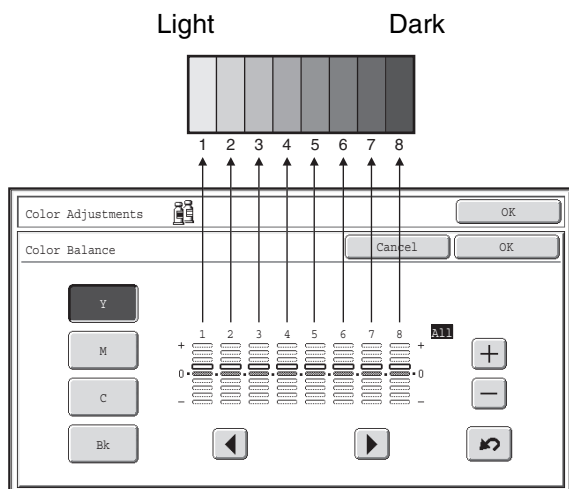 Light Dark
1 2 3 4 5 6 7 8
Color Adjustments OK
Color Balance Cancel OK
Y
1 2 3 4 5 6 7 8 All
M + +
0 0
C - -
Bk